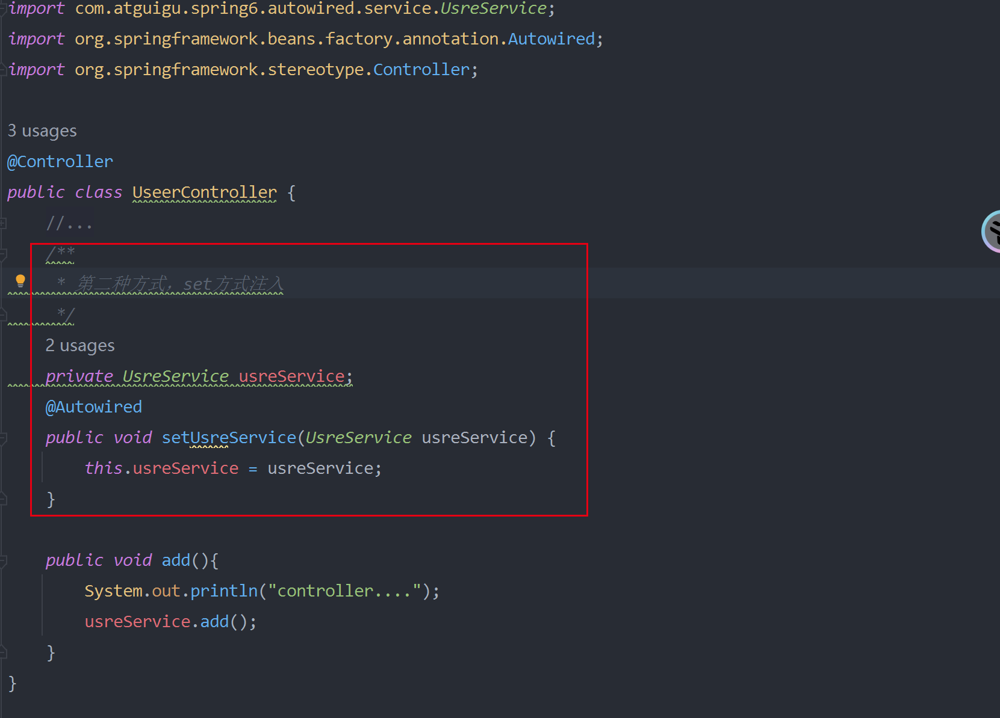 import com.atguigu.spring6.autowired.service.UsreService;
import org.springframework.beans.factory.annotation.Autowired;
import org.springframework.stereotype.Controller;
3 usages
@Controller
public class UseerController {
//...
/**
* 第二种方式，set方式注入
*/
2 usages
private UsreService usreService;
@Autowired
public void setUsreService(UsreService usreService) {
this.usreService = usreService;
}
public void add(){
System.out.println("controller....");
usreService.add();
}
}